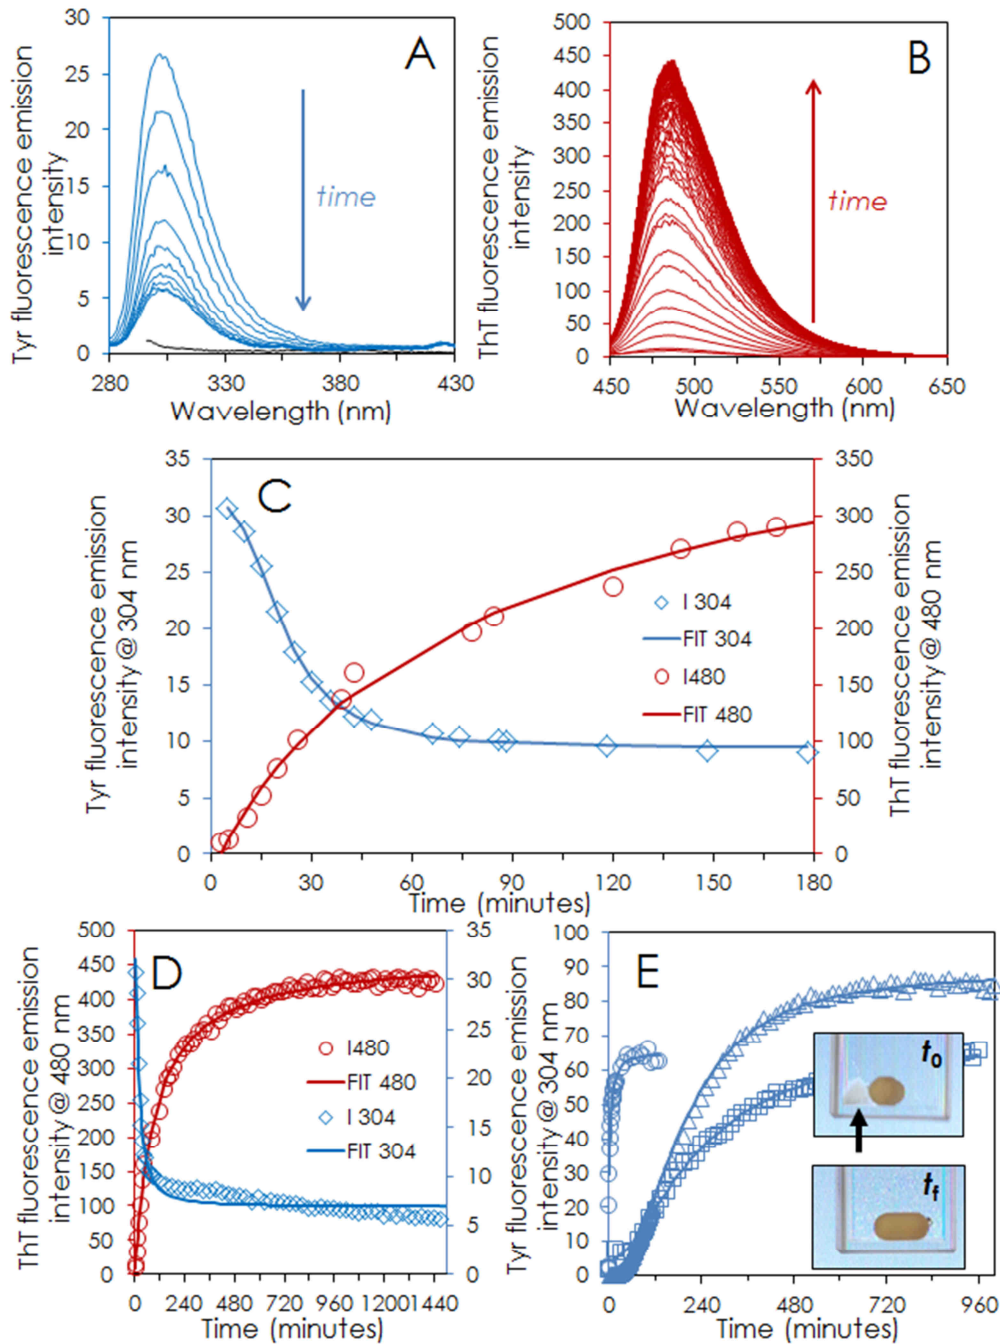 A
Tyr fluorescence emission
intensity
30
25
20
15
10
5
0
time
280 330 380 430
Wavelength (nm)
B
ThT fluorescence emission
intensity
500
450
400
350
300
250
200
150
100
50
0
time
450 500 550 600 650
Wavelength (nm)
C
Tyr fluorescence emission
intensity @ 304 nm
35
30
25
20
15
10
5
0
I 304
FIT 304
I480
FIT 480
350
300
250
200
150
100
50
0
ThT fluorescence emission
intensity @ 480 nm
0 30 60 90 120 150 180
Time (minutes)
D
ThT fluorescence emission
intensity @ 480 nm
500
450
400
350
300
250
200
150
100
50
0
I480
FIT 480
I 304
FIT 304
35
30
25
20
15
10
5
0
0 240 480 720 960 1200 1440
Time (minutes)
E
Tyr fluorescence emission
intensity @ 304 nm
100
90
80
70
60
50
40
30
20
10
0
t0
tf
0 240 480 720 960
Time (minutes)